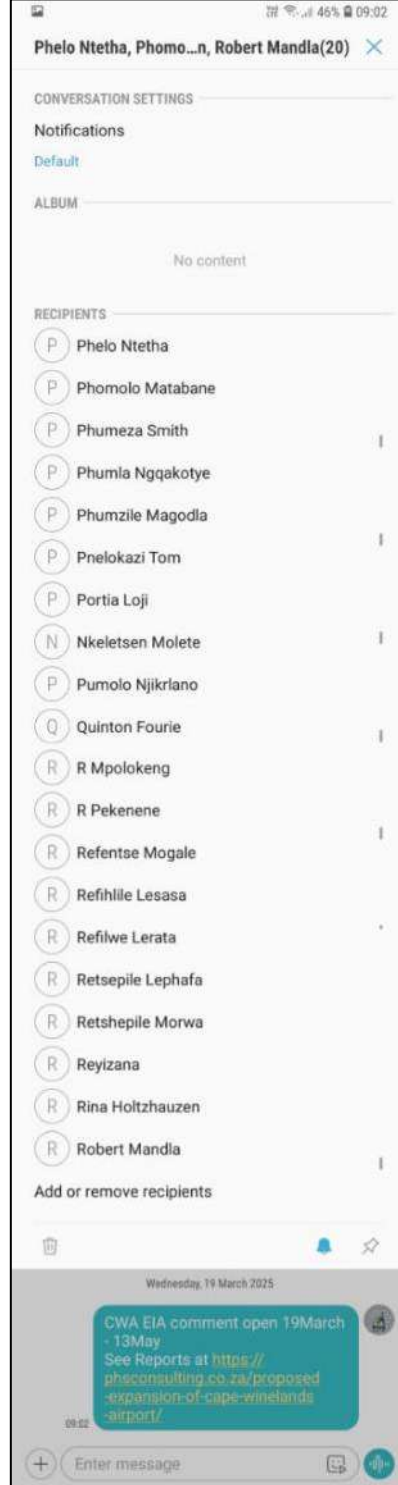 46% 09:02
Phelo Ntetha, Phomo...n, Robert Mandla(20)
CONVERSATION SETTINGS
Notifications
Default
ALBUM
No content
RECIPIENTS
P Phelo Ntetha
P Phomolo Matabane
P Phumeza Smith
P Phumla Ngqakotye
P Phumzile Magodla
P Pnelokazi Tom
P Portia Loji
N Nkeletsen Molete
P Pumolo Njikrlano
Q Quinton Fourie
R R Mpolokeng
R R Pekenene
R Refentse Mogale
R Refihlile Lesasa
R Refilwe Lerata
R Retsepile Lephafa
R Retshepile Morwa
R Reyizana
R Rina Holtzhauzen
R Robert Mandla
Add or remove recipients
Wednesday, 19 March 2025
CWA EIA comment open 19March
- 13May
See Reports at https://
phsconsulting.co.za/proposed
-expansion-of-cape-winelands
-airport/
09:02
Enter message